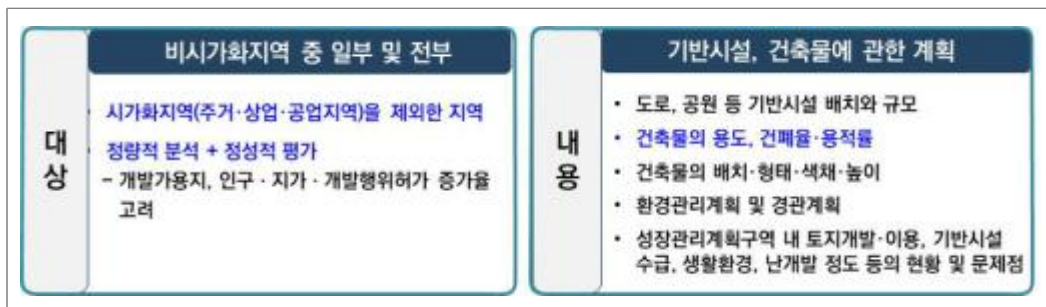 대
상
비시가화지역 중 일부 및 전부
• 시가화지역(주거·상업·공업지역)을 제외한 지역
• 정량적 분석 + 정성적 평가
– 개발가용지, 인구 · 지가 · 개발행위허가 증가율
고려
내
용
기반시설, 건축물에 관한 계획
• 도로, 공원 등 기반시설 배치와 규모
• 건축물의 용도, 건폐율·용적률
• 건축물의 배치·형태·색채·높이
• 환경관리계획 및 경관계획
• 성장관리계획구역 내 토지개발·이용, 기반시설
수급, 생활환경, 난개발 정도 등의 현황 및 문제점